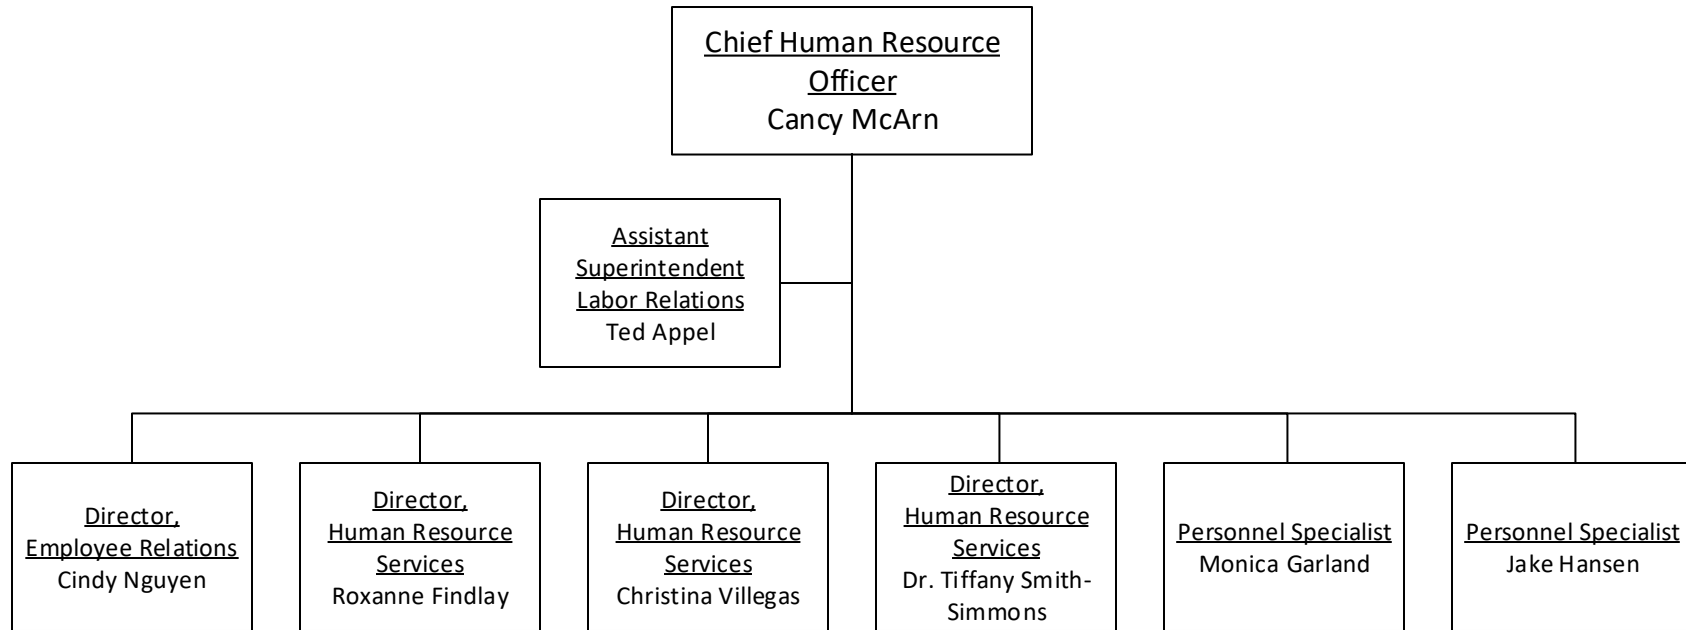 Chief Human Resource
Officer
Cancy McArn
Assistant
Superintendent
Labor Relations
Ted Appel
Director,
Employee Relations
Cindy Nguyen
Director,
Human Resource
Services
Roxanne Findlay
Director,
Human Resource
Services
Christina Villegas
Director,
Human Resource
Services
Dr. Tiffany Smith-
Simmons
Personnel Specialist
Monica Garland
Personnel Specialist
Jake Hansen